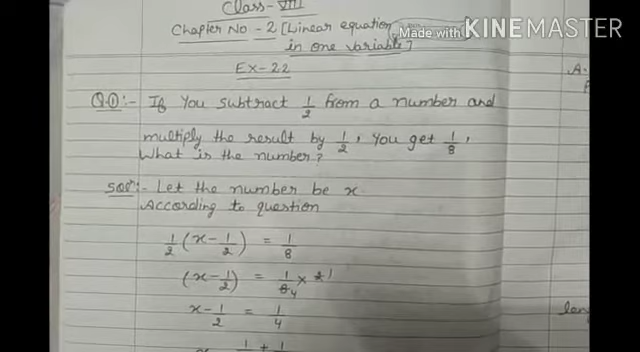 Class-VIII
Chapter No - 2 [Linear equation
in one variable]
Made with KINEMASTER
Ex-22
A.
Q.1:- If you subtract 1/2 from a number and
multiply the result by 1/2, you get 1/8,
What is the number?
Sol:- Let the number be x.
According to question
1/2 (x - 1/2) = 1/8
(x - 1/2) = 1/8 4 × 2 1
x - 1/2 = 1/4